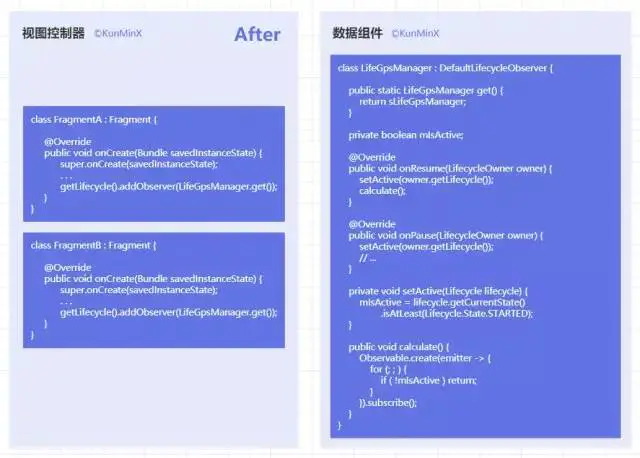 视图控制器 ©KunMinX After
class FragmentA : Fragment {
@Override
public void onCreate(Bundle savedInstanceState) {
super.onCreate(savedInstanceState);
. . .
getLifecycle().addObserver(LifeGpsManager.get());
}
}
class FragmentB : Fragment {
@Override
public void onCreate(Bundle savedInstanceState) {
super.onCreate(savedInstanceState);
. . .
getLifecycle().addObserver(LifeGpsManager.get());
}
}
数据组件 ©KunMinX
class LifeGpsManager : DefaultLifecycleObserver {
public static LifeGpsManager get() {
return sLifeGpsManager;
}
private boolean mIsActive;
@Override
public void onResume(LifecycleOwner owner) {
setActive(owner.getLifecycle());
calculate();
}
@Override
public void onPause(LifecycleOwner owner) {
setActive(owner.getLifecycle());
// ...
}
private void setActive(Lifecycle lifecycle) {
mIsActive = lifecycle.getCurrentState()
.isAtLeast(Lifecycle.State.STARTED);
}
public void calculate() {
Observable.create(emitter -> {
for (; ; ) {
if ( !mIsActive ) return;
}
}).subscribe();
}
}